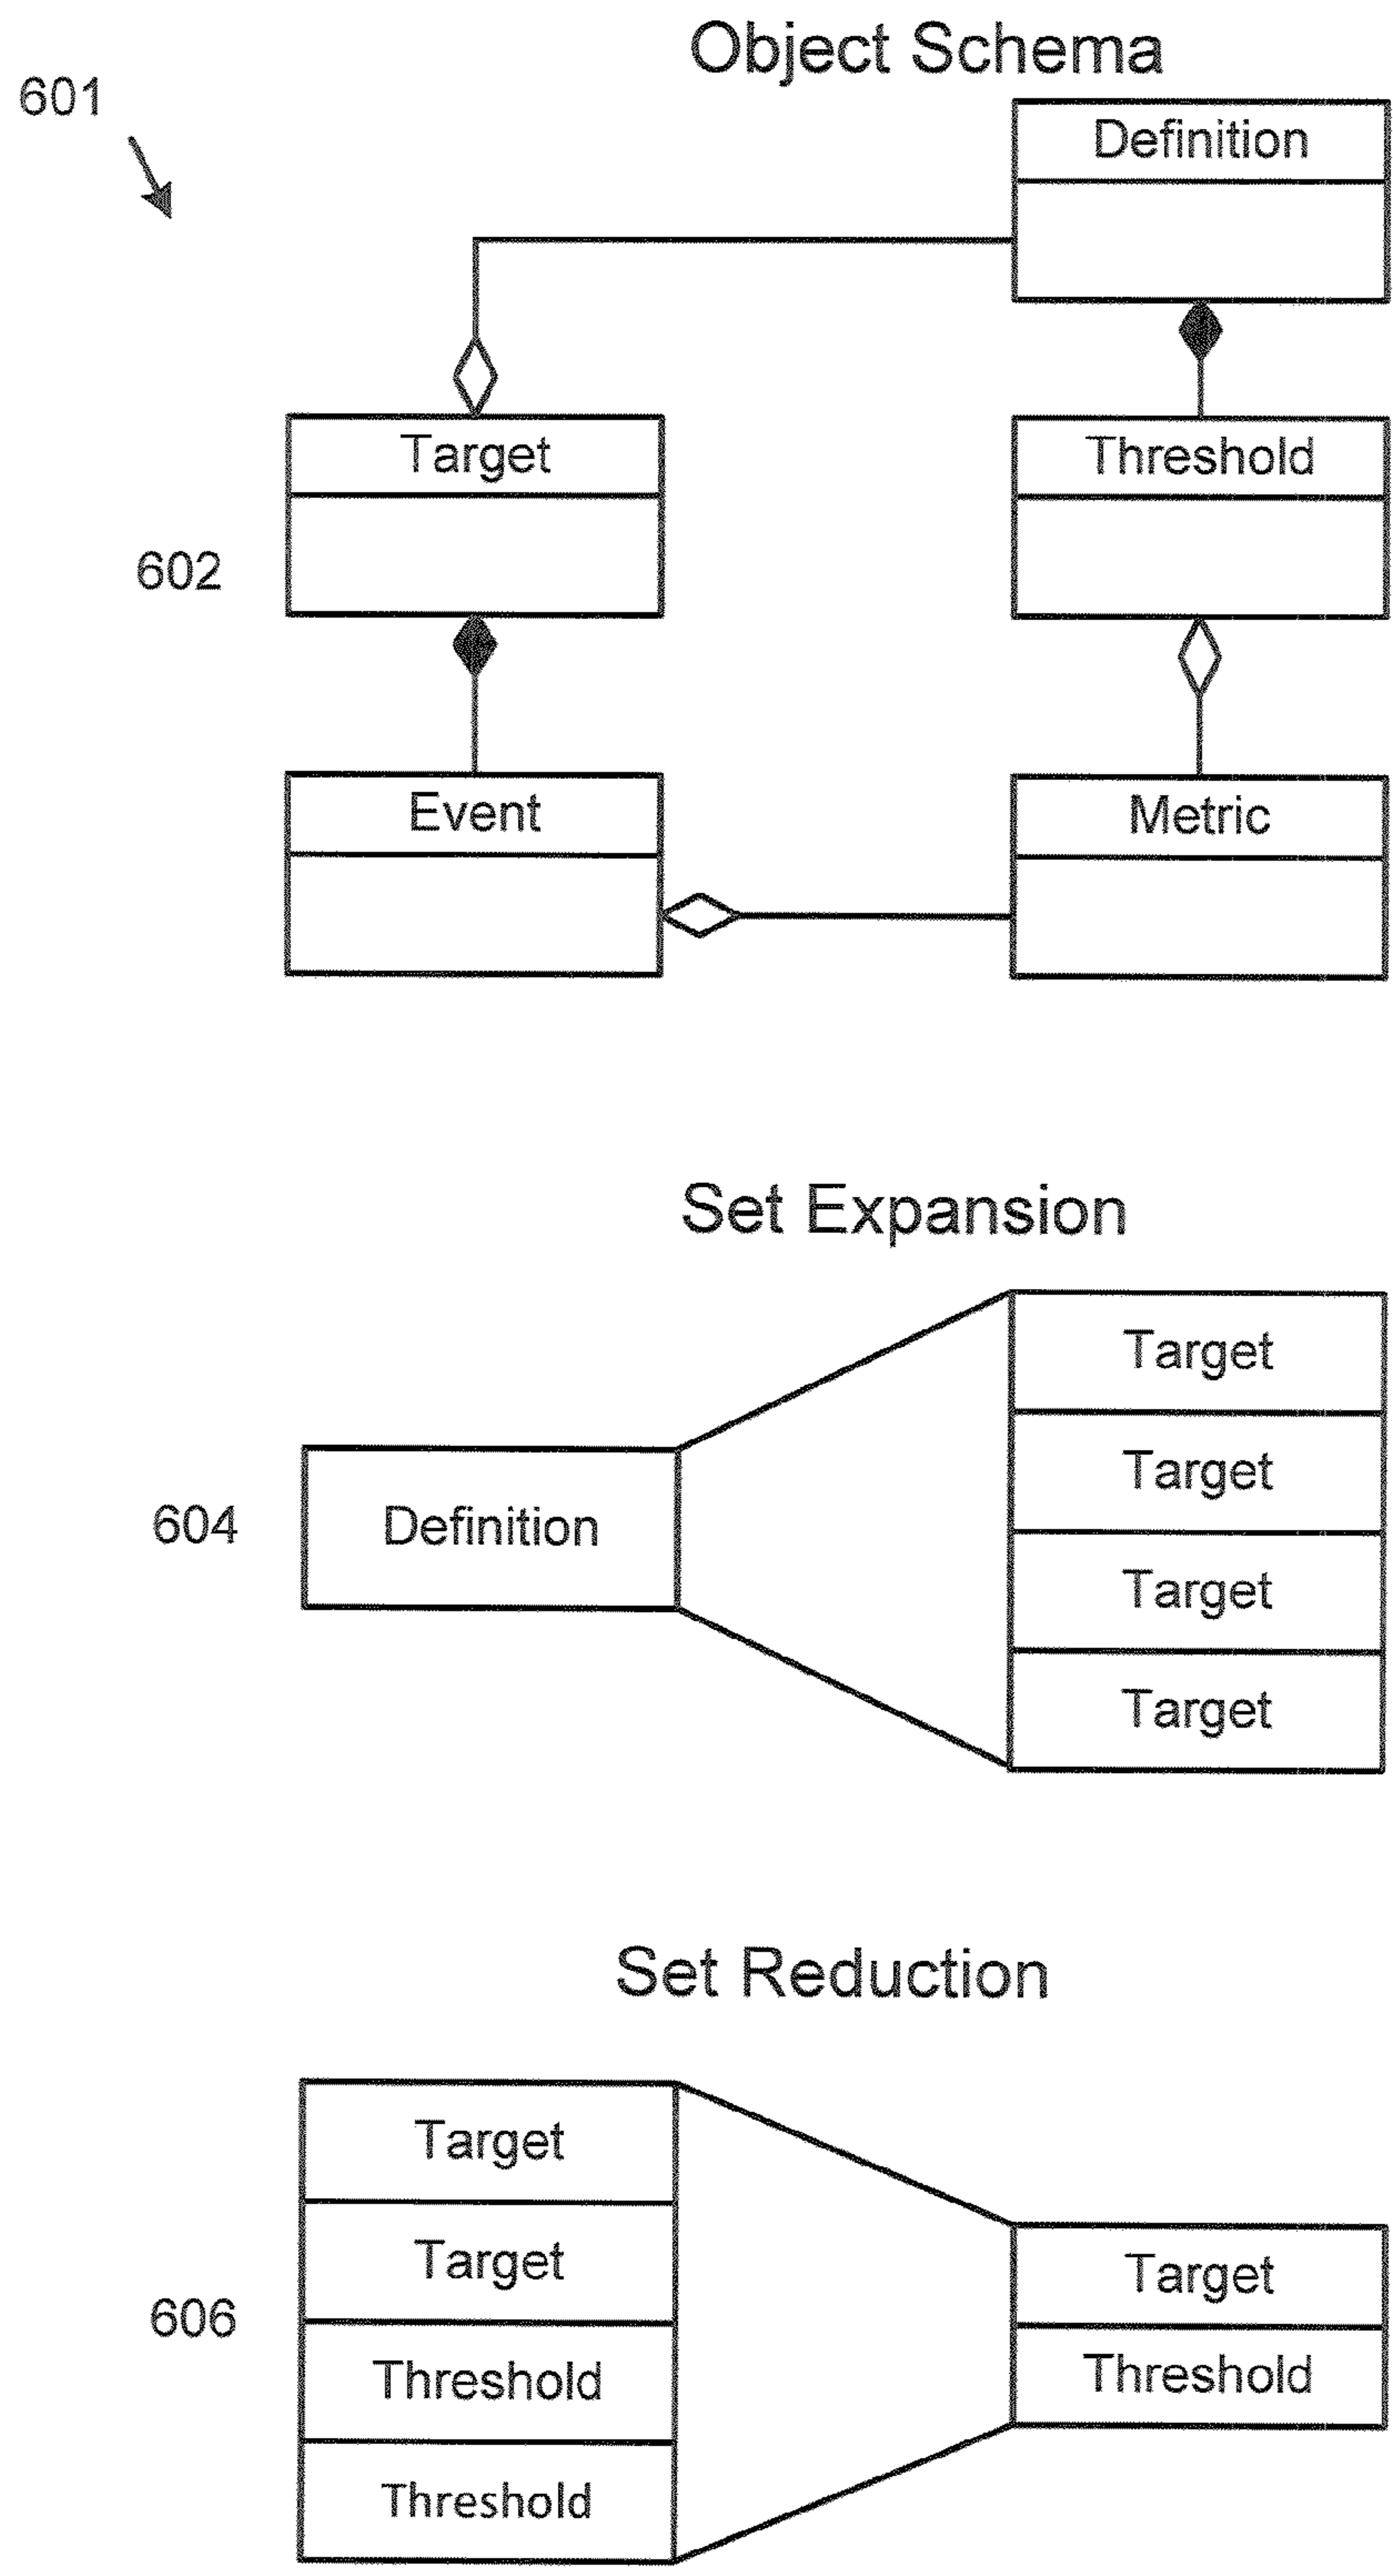 Object Schema
601
Definition
Target
Threshold
602
Event
Metric
Set Expansion
Target
Target
604
Definition
Target
Target
Set Reduction
Target
Target
Target
606
Threshold
Threshold
Threshold